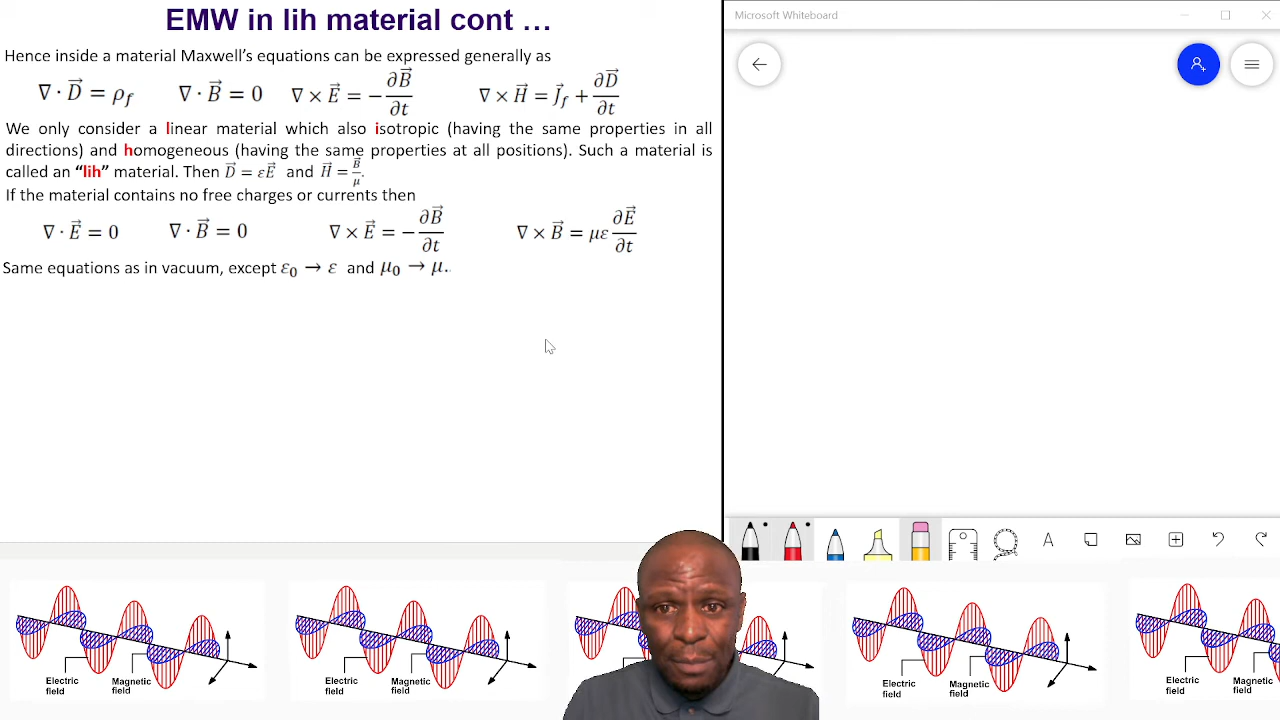 EMW in lih material cont …
Microsoft Whiteboard
Hence inside a material Maxwell's equations can be expressed generally as
∇ · D⃗ = ρf ∇ · B⃗ = 0 ∇ × E⃗ = −∂B⃗/∂t ∇ × H⃗ = J⃗f + ∂D⃗/∂t
We only consider a linear material which also isotropic (having the same properties in all
directions) and homogeneous (having the same properties at all positions). Such a material is
called an "lih" material. Then D⃗ = εE⃗ and H⃗ = B⃗/μ.
If the material contains no free charges or currents then
∇ · E⃗ = 0 ∇ · B⃗ = 0 ∇ × E⃗ = −∂B⃗/∂t ∇ × B⃗ = με ∂E⃗/∂t
Same equations as in vacuum, except ε₀ → ε and μ₀ → μ.
A
Electric
field
Magnetic
field
Electric
field
Magnetic
field
Electric
field
Magnetic
field
Electric
field
Magnetic
field